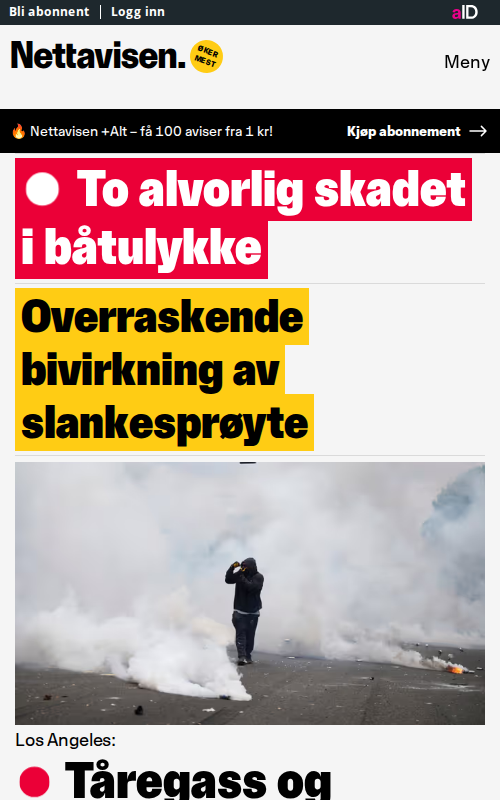 Bli abonnent | Logg inn
aID
Nettavisen.
ØKER
MEST
Meny
🔥 Nettavisen +Alt – få 100 aviser fra 1 kr!
Kjøp abonnement →
To alvorlig skadet
i båtulykke
Overraskende
bivirkning av
slankesprøyte
Los Angeles:
Tåregass og